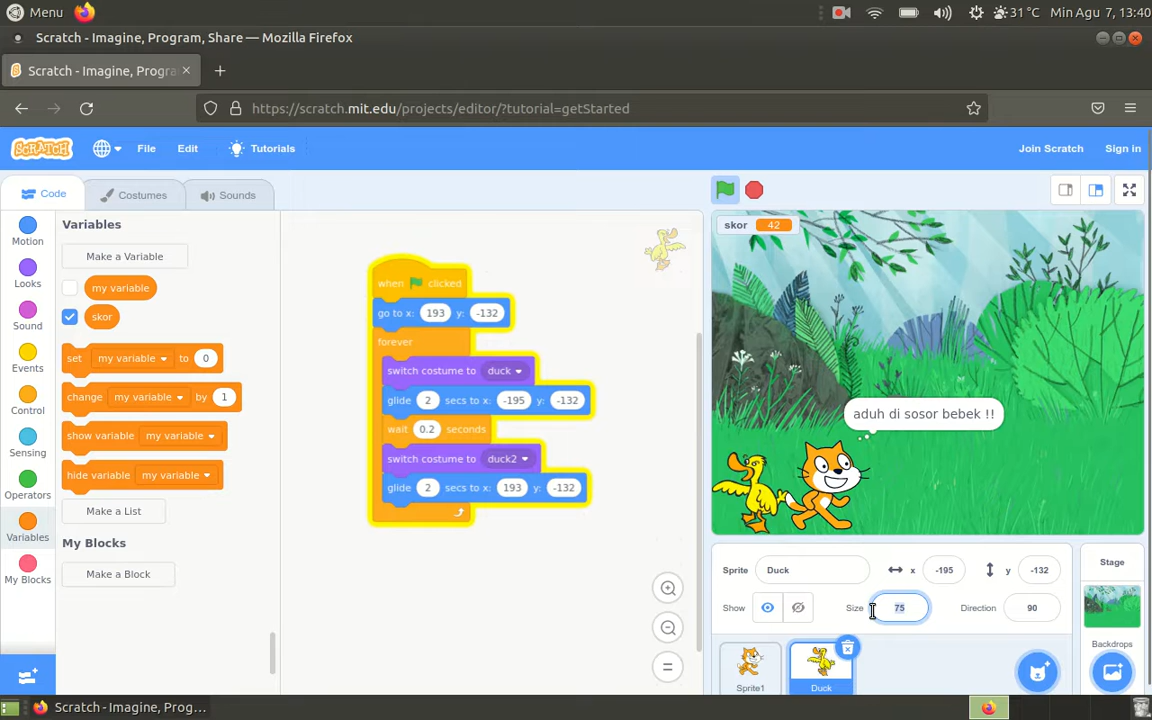 Menu
31 °C Min Agu 7, 13:40
Scratch - Imagine, Program, Share — Mozilla Firefox
Scratch - Imagine, Progra
https://scratch.mit.edu/projects/editor/?tutorial=getStarted
SCRATCH File Edit Tutorials Join Scratch Sign in
Code Costumes Sounds
Motion
Looks
Sound
Events
Control
Sensing
Operators
Variables
My Blocks
Variables
Make a Variable
my variable
skor
set my variable to 0
change my variable by 1
show variable my variable
hide variable my variable
Make a List
My Blocks
Make a Block
when clicked
go to x: 193 y: -132
forever
switch costume to duck
glide 2 secs to x: -195 y: -132
wait 0.2 seconds
switch costume to duck2
glide 2 secs to x: 193 y: -132
skor 42
aduh di sosor bebek !!
Sprite Duck x -195 y -132
Show Size 75 Direction 90
Sprite1
Duck
Stage
Backdrops
Scratch - Imagine, Prog...